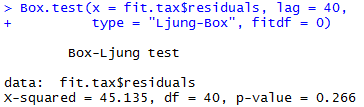 > Box.test(x = fit.tax$residuals, lag = 40,
+ type = "Ljung-Box", fitdf = 0)
Box-Ljung test
data: fit.tax$residuals
X-squared = 45.135, df = 40, p-value = 0.266